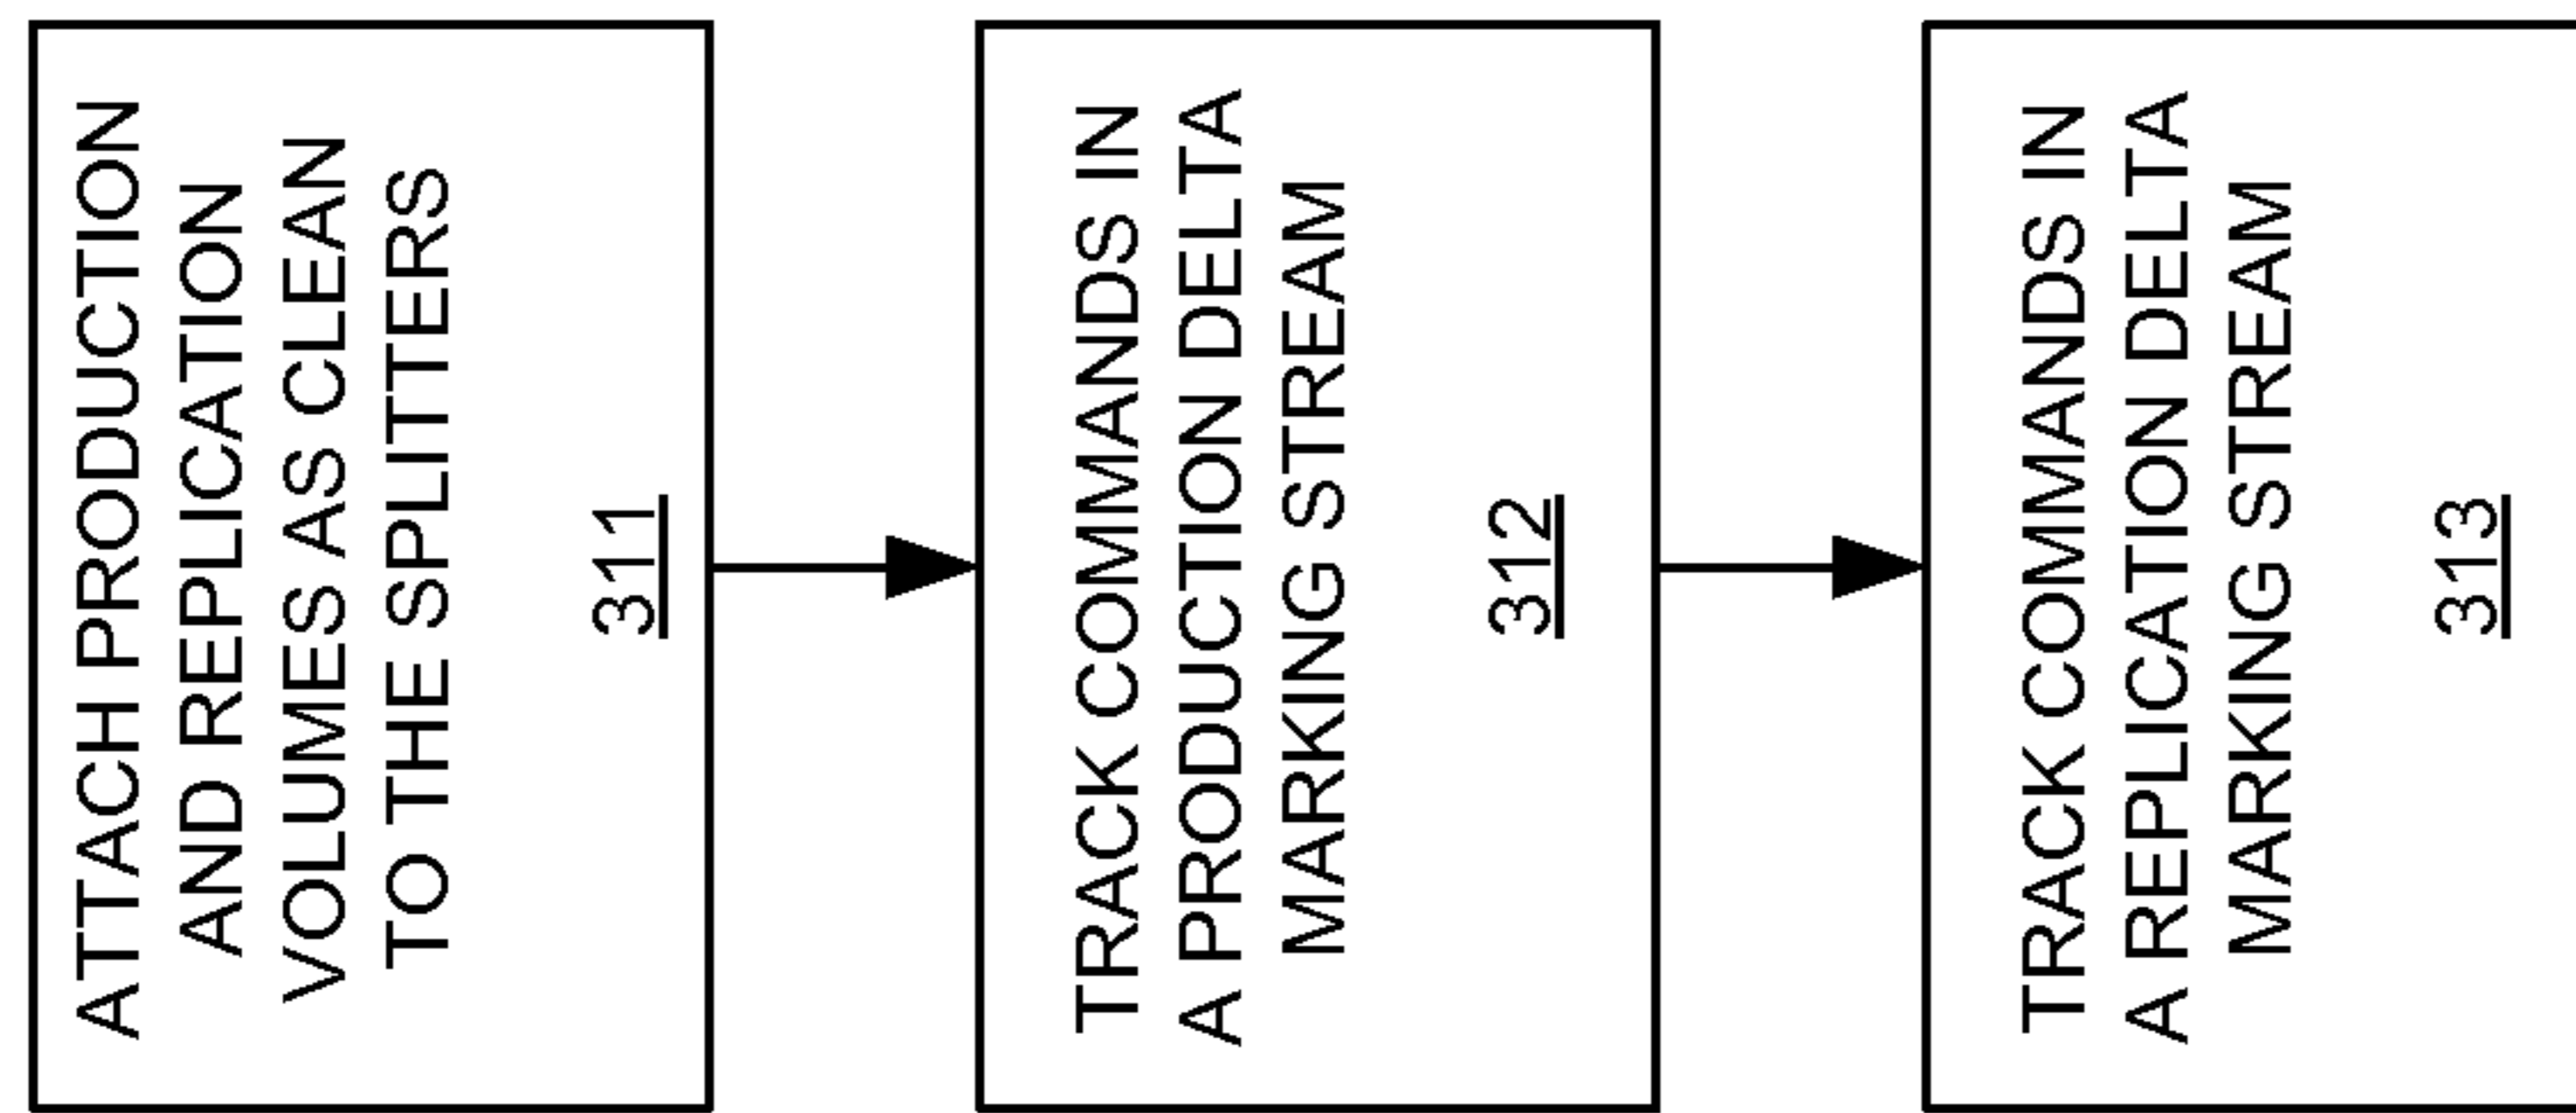 ATTACH PRODUCTION
AND REPLICATION
VOLUMES AS CLEAN
TO THE SPLITTERS
311
TRACK COMMANDS IN
A PRODUCTION DELTA
MARKING STREAM
312
TRACK COMMANDS IN
A REPLICATION DELTA
MARKING STREAM
313